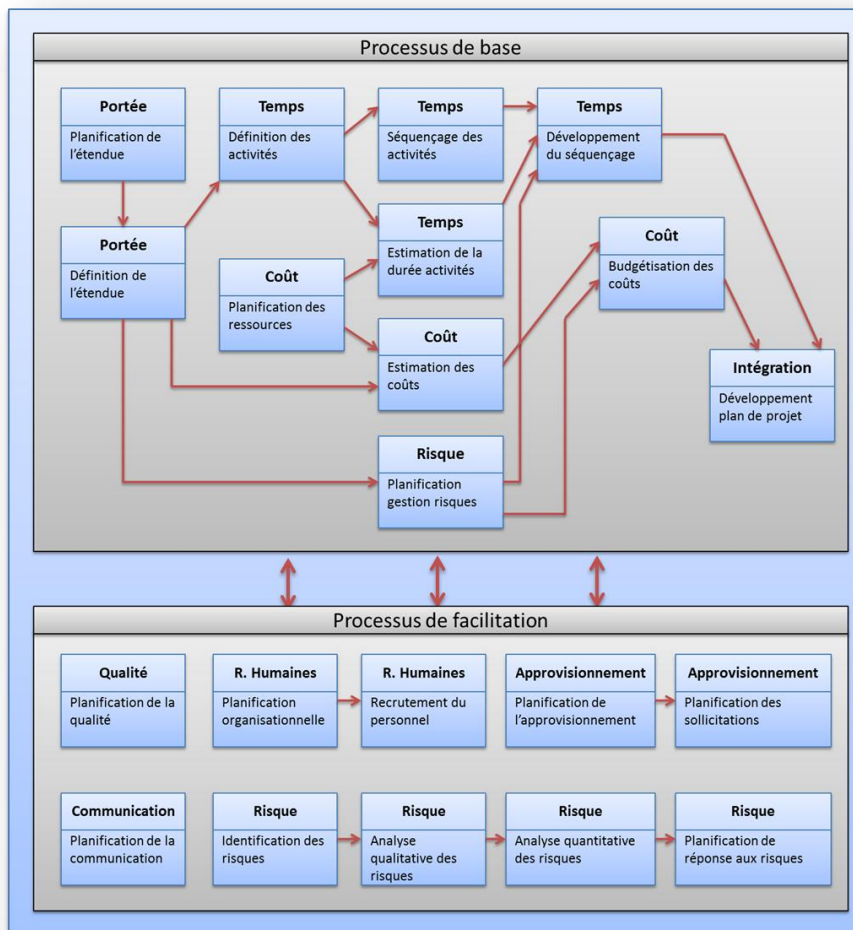 Processus de base
Portée
Planification de
l'étendue
Temps
Définition des
activités
Temps
Séquençage des
activités
Temps
Développement
du séquençage
Portée
Définition de
l'étendue
Coût
Planification des
ressources
Temps
Estimation de la
durée activités
Coût
Estimation des
coûts
Coût
Budgétisation des
coûts
Intégration
Développement
plan de projet
Risque
Planification
gestion risques
Processus de facilitation
Qualité
Planification de la
qualité
R. Humaines
Planification
organisationnelle
R. Humaines
Recrutement du
personnel
Approvisionnement
Planification de
l'approvisionnement
Approvisionnement
Planification des
sollicitations
Communication
Planification de la
communication
Risque
Identification des
risques
Risque
Analyse
qualitative des
risques
Risque
Analyse quantitative
des risques
Risque
Planification de
réponse aux risques